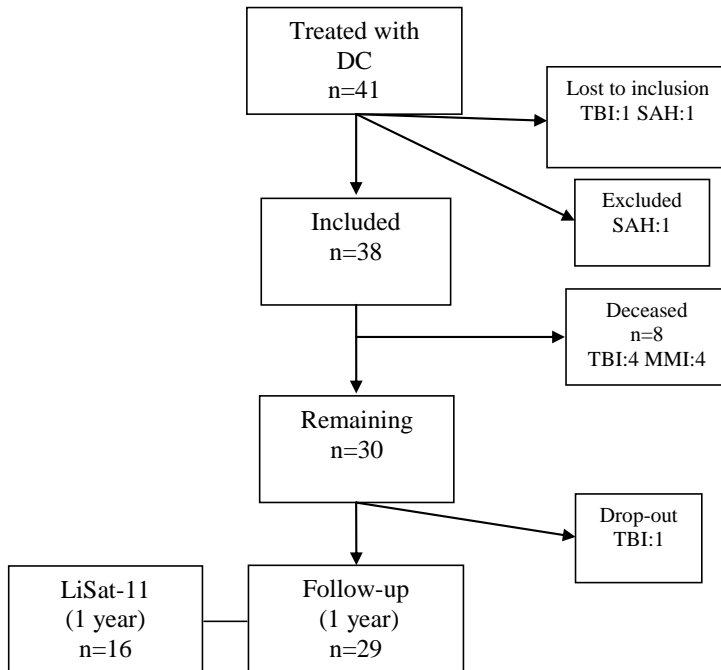 Treated with
DC
n=41
Lost to inclusion
TBI:1 SAH:1
Excluded
SAH:1
Included
n=38
Deceased
n=8
TBI:4 MMI:4
Remaining
n=30
Drop-out
TBI:1
LiSat-11
(1 year)
n=16
Follow-up
(1 year)
n=29